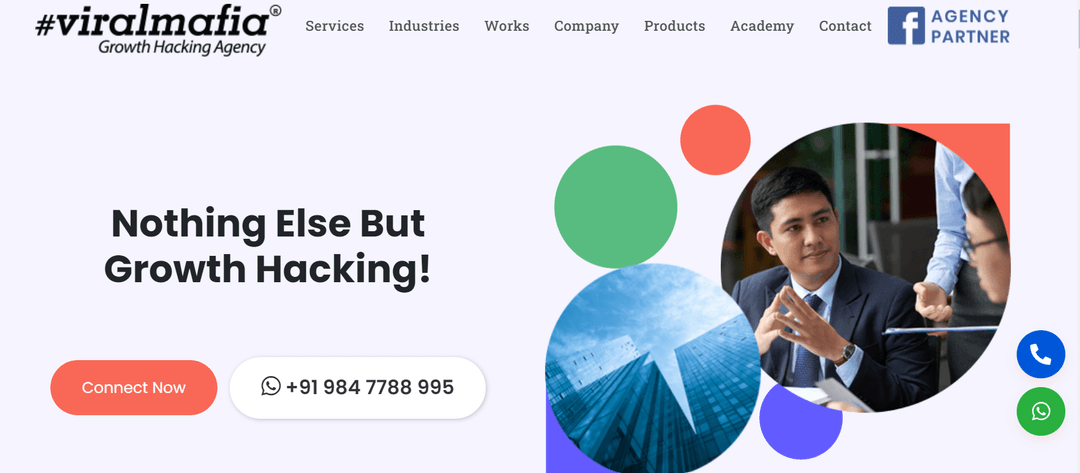 #viralmafia®
Growth Hacking Agency
Services Industries Works Company Products Academy Contact
f AGENCY
PARTNER
Nothing Else But
Growth Hacking!
Connect Now
+91 984 7788 995